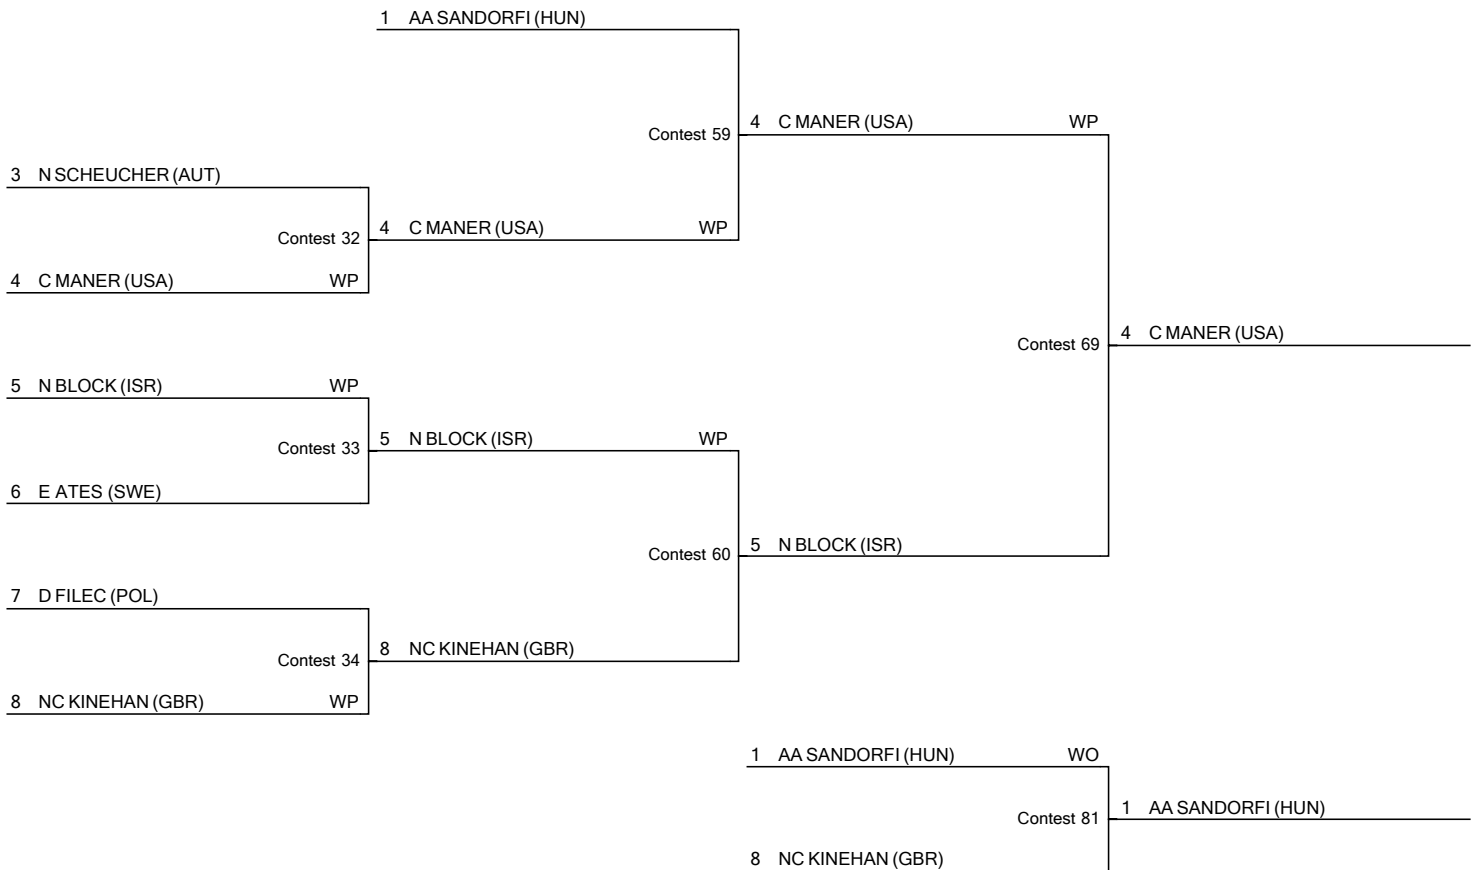 1 AA SANDORFI (HUN)
4 C MANER (USA) WP
Contest 59
3 N SCHEUCHER (AUT)
4 C MANER (USA) WP
Contest 32
4 C MANER (USA) WP
4 C MANER (USA)
Contest 69
5 N BLOCK (ISR) WP
5 N BLOCK (ISR) WP
Contest 33
6 E ATES (SWE)
5 N BLOCK (ISR)
Contest 60
7 D FILEC (POL)
8 NC KINEHAN (GBR)
Contest 34
8 NC KINEHAN (GBR) WP
1 AA SANDORFI (HUN) WO
1 AA SANDORFI (HUN)
Contest 81
8 NC KINEHAN (GBR)